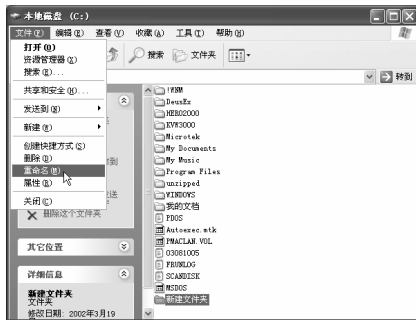 本地磁盘 (C:)
文件(F) 编辑(E) 查看(V) 收藏(A) 工具(T) 帮助(H)
打开(O)
资源管理器(X)
搜索(E)...
共享和安全(H)...
发送到(N)
新建(W)
创建快捷方式(S)
删除(D)
重命名(M)
属性(R)
关闭(C)
搜索 文件夹
转到
删除这个文件夹
其它位置
详细信息
新建文件夹
文件夹
修改日期: 2002年3月19
!WNM
DeusEx
HERO2000
KVW3000
Microtek
My Documents
My Music
Program Files
unzipped
WINDOWS
我的文档
PDOS
Autoexec.mtk
PMACLAN.VOL
03081005
FRUNLOG
SCANDISK
MSDOS
新建文件夹